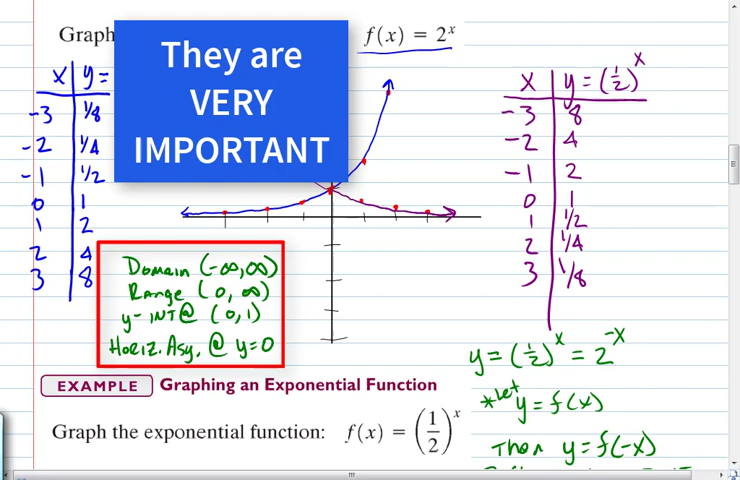 Graph
f(x) = 2ˣ
They are
VERY
IMPORTANT
x y=
-3 1/8
-2 1/4
-1 1/2
0 1
1 2
2 4
3 8
x y = (1/2)ˣ
-3 8
-2 4
-1 2
0 1
1 1/2
2 1/4
3 1/8
Domain (-∞,∞)
Range (0, ∞)
y-INT @ (0,1)
Horiz. Asy. @ y=0
y = (1/2)ˣ = 2⁻ˣ
*Let y = f(x)
Then y = f(-x)
EXAMPLE Graphing an Exponential Function
Graph the exponential function: f(x) = (1/2)ˣ